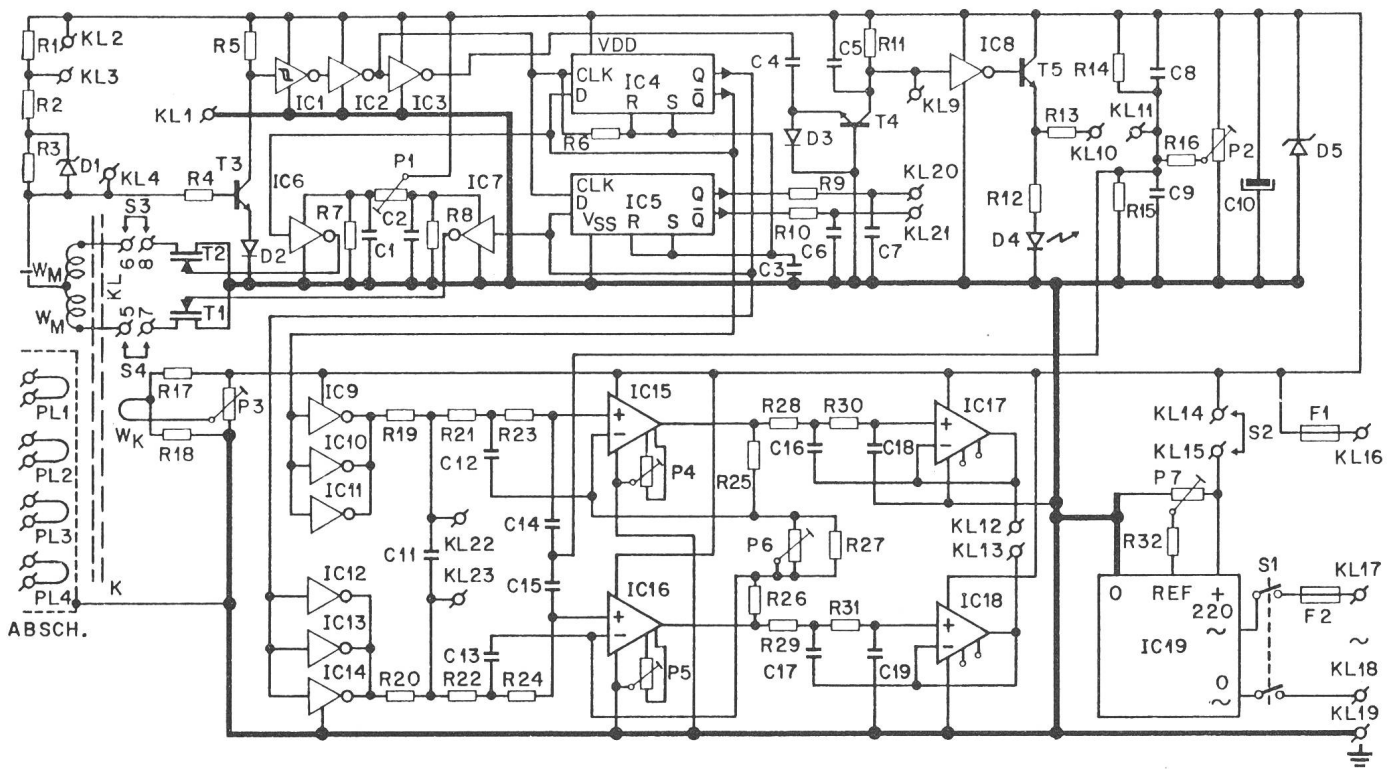 R1
KL2
KL3
R2
R3
D1
KL4
R4
T3
R5
KL1
IC1
IC2
IC3
VDD
CLK
D
IC4
R
S
Q
Q̅
R6
C4
C5
R11
D3
T4
KL9
IC8
T5
R14
C8
KL11
R13
KL10
R16
P2
D5
IC6
P1
IC7
R7
C1
C2
R8
CLK
D
IC5
VSS
R
S
Q
Q̅
R9
KL20
R10
KL21
C3
C6
C7
R12
D4
R15
C9
C10
S3
KL
6
8
T2
D2
WM
WM
5
7
T1
S4
R17
P3
WK
R18
PL1
PL2
PL3
PL4
K
ABSCH.
IC9
IC10
IC11
R19
R21
R23
C12
IC15
+
−
P4
R28
R30
C16
C18
IC17
+
−
R25
C14
C11
KL22
KL23
C15
P6
R27
KL12
KL13
IC12
IC13
IC14
R20
R22
R24
C13
IC16
+
−
P5
R26
R29
R31
C17
C19
IC18
+
−
KL14
S2
KL15
F1
KL16
P7
R32
O
REF
+
220
~
IC19
O
~
S1
KL17
F2
~
KL18
KL19